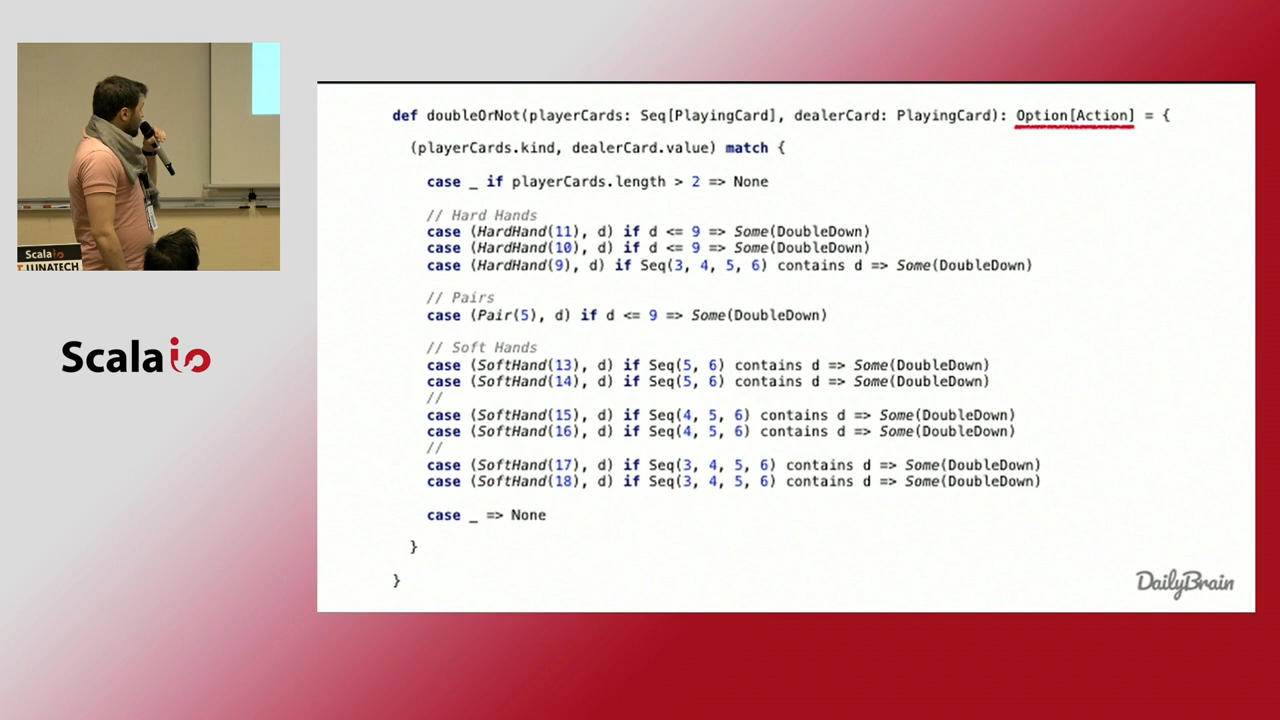 Scalaio
LUNATECH
Scalaio
def doubleOrNot(playerCards: Seq[PlayingCard], dealerCard: PlayingCard): Option[Action] = {
(playerCards.kind, dealerCard.value) match {
case _ if playerCards.length > 2 => None
// Hard Hands
case (HardHand(11), d) if d <= 9 => Some(DoubleDown)
case (HardHand(10), d) if d <= 9 => Some(DoubleDown)
case (HardHand(9), d) if Seq(3, 4, 5, 6) contains d => Some(DoubleDown)
// Pairs
case (Pair(5), d) if d <= 9 => Some(DoubleDown)
// Soft Hands
case (SoftHand(13), d) if Seq(5, 6) contains d => Some(DoubleDown)
case (SoftHand(14), d) if Seq(5, 6) contains d => Some(DoubleDown)
//
case (SoftHand(15), d) if Seq(4, 5, 6) contains d => Some(DoubleDown)
case (SoftHand(16), d) if Seq(4, 5, 6) contains d => Some(DoubleDown)
//
case (SoftHand(17), d) if Seq(3, 4, 5, 6) contains d => Some(DoubleDown)
case (SoftHand(18), d) if Seq(3, 4, 5, 6) contains d => Some(DoubleDown)
case _ => None
}
}
DailyBrain